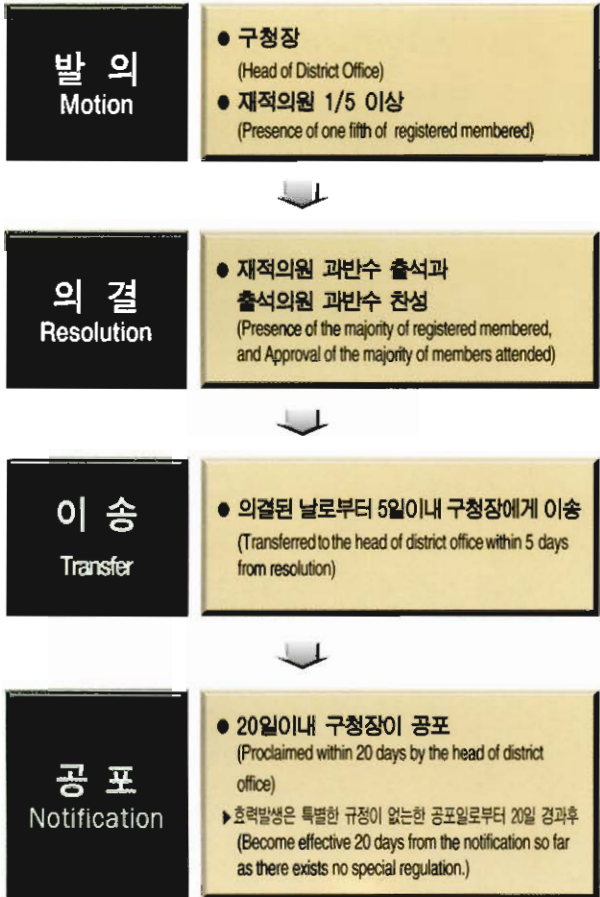 발 의
Motion
● 구청장
(Head of District Office)
● 재적의원 1/5 이상
(Presence of one fifth of registered membered)
의 결
Resolution
● 재적의원 과반수 출석과
출석의원 과반수 찬성
(Presence of the majority of registered membered,
and Approval of the majority of members attended)
이 송
Transfer
● 의결된 날로부터 5일이내 구청장에게 이송
(Transferred to the head of district office within 5 days
from resolution)
공 포
Notification
● 20일이내 구청장이 공포
(Proclaimed within 20 days by the head of district
office)
▶효력발생은 특별한 규정이 없는한 공포일로부터 20일 경과후
(Become effective 20 days from the notification so far
as there exists no special regulation.)